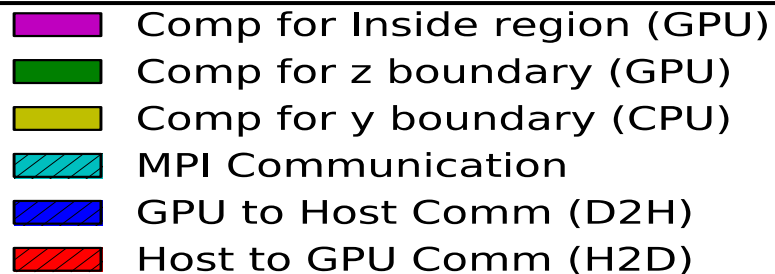 Comp for Inside region (GPU)
Comp for z boundary (GPU)
Comp for y boundary (CPU)
MPI Communication
GPU to Host Comm (D2H)
Host to GPU Comm (H2D)